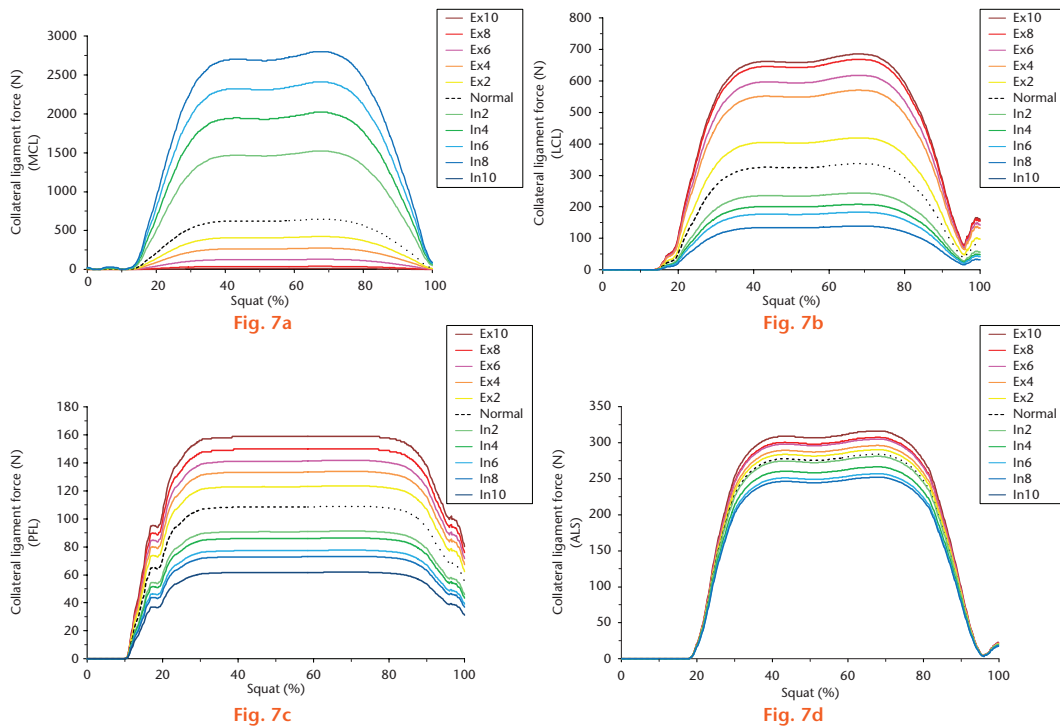 Collateral ligament force (N)
(MCL)
3000
2500
2000
1500
1000
500
0
0
20
40
60
80
100
Squat (%)
Ex10
Ex8
Ex6
Ex4
Ex2
Normal
In2
In4
In6
In8
In10
Fig. 7a
Collateral ligament force (N)
(LCL)
800
700
600
500
400
300
200
100
0
0
20
40
60
80
100
Squat (%)
Ex10
Ex8
Ex6
Ex4
Ex2
Normal
In2
In4
In6
In8
In10
Fig. 7b
Collateral ligament force (N)
(PFL)
180
160
140
120
100
80
60
40
20
0
0
20
40
60
80
100
Squat (%)
Ex10
Ex8
Ex6
Ex4
Ex2
Normal
In2
In4
In6
In8
In10
Fig. 7c
Collateral ligament force (N)
(ALS)
350
300
250
200
150
100
50
0
0
20
40
60
80
100
Squat (%)
Ex10
Ex8
Ex6
Ex4
Ex2
Normal
In2
In4
In6
In8
In10
Fig. 7d